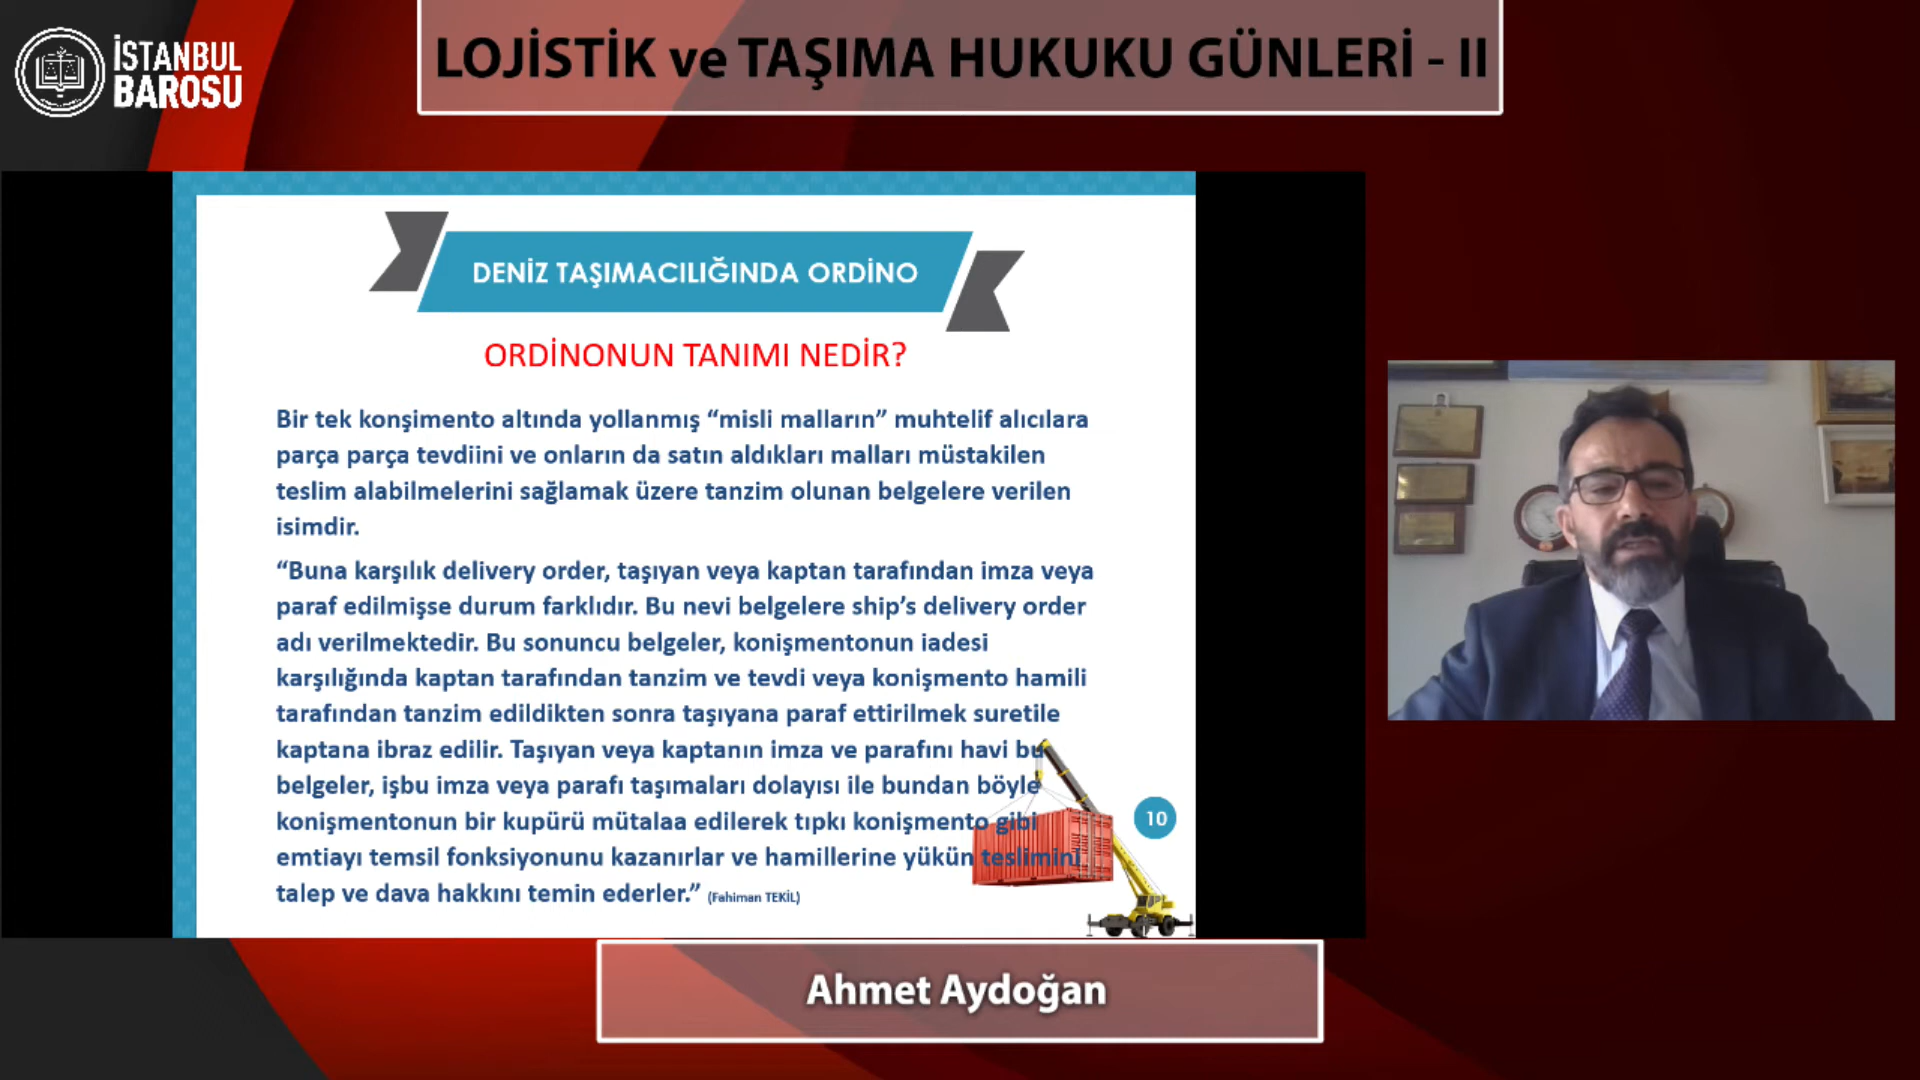 İSTANBUL
BAROSU
LOJİSTİK ve TAŞIMA HUKUKU GÜNLERİ - II
DENİZ TAŞIMACILIĞINDA ORDİNO
ORDİNONUN TANIMI NEDİR?
Bir tek konşimento altında yollanmış “misli malların” muhtelif alıcılara
parça parça tevdiini ve onların da satın aldıkları malları müstakilen
teslim alabilmelerini sağlamak üzere tanzim olunan belgelere verilen
isimdir.
“Buna karşılık delivery order, taşıyan veya kaptan tarafından imza veya
paraf edilmişse durum farklıdır. Bu nevi belgelere ship’s delivery order
adı verilmektedir. Bu sonuncu belgeler, konişmentonun iadesi
karşılığında kaptan tarafından tanzim ve tevdi veya konişmento hamili
tarafından tanzim edildikten sonra taşıyana paraf ettirilmek suretile
kaptana ibraz edilir. Taşıyan veya kaptanın imza ve parafını havi bu
belgeler, işbu imza veya parafı taşımaları dolayısı ile bundan böyle
konişmentonun bir kupürü mütalaa edilerek tıpkı konişmento gibi
emtiayı temsil fonksiyonunu kazanırlar ve hamillerine yükün teslimini
talep ve dava hakkını temin ederler.” (Fahiman TEKİL)
10
Ahmet Aydoğan